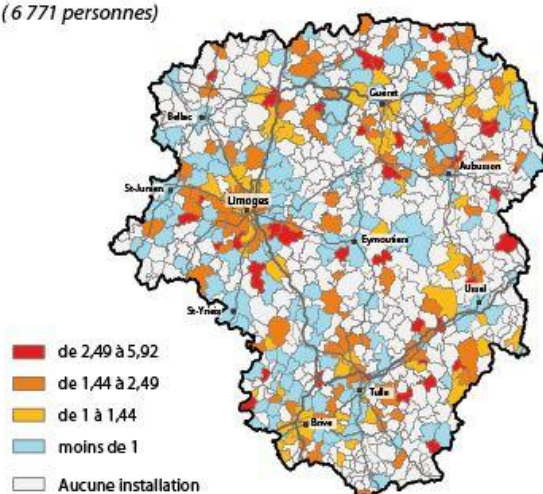 (6 771 personnes)
Guéret
Bellac
Aubusson
St-Junien
Limoges
Eymoutiers
Ussel
St-Yrieix
Tulle
Brive
de 2,49 à 5,92
de 1,44 à 2,49
de 1 à 1,44
moins de 1
Aucune installation